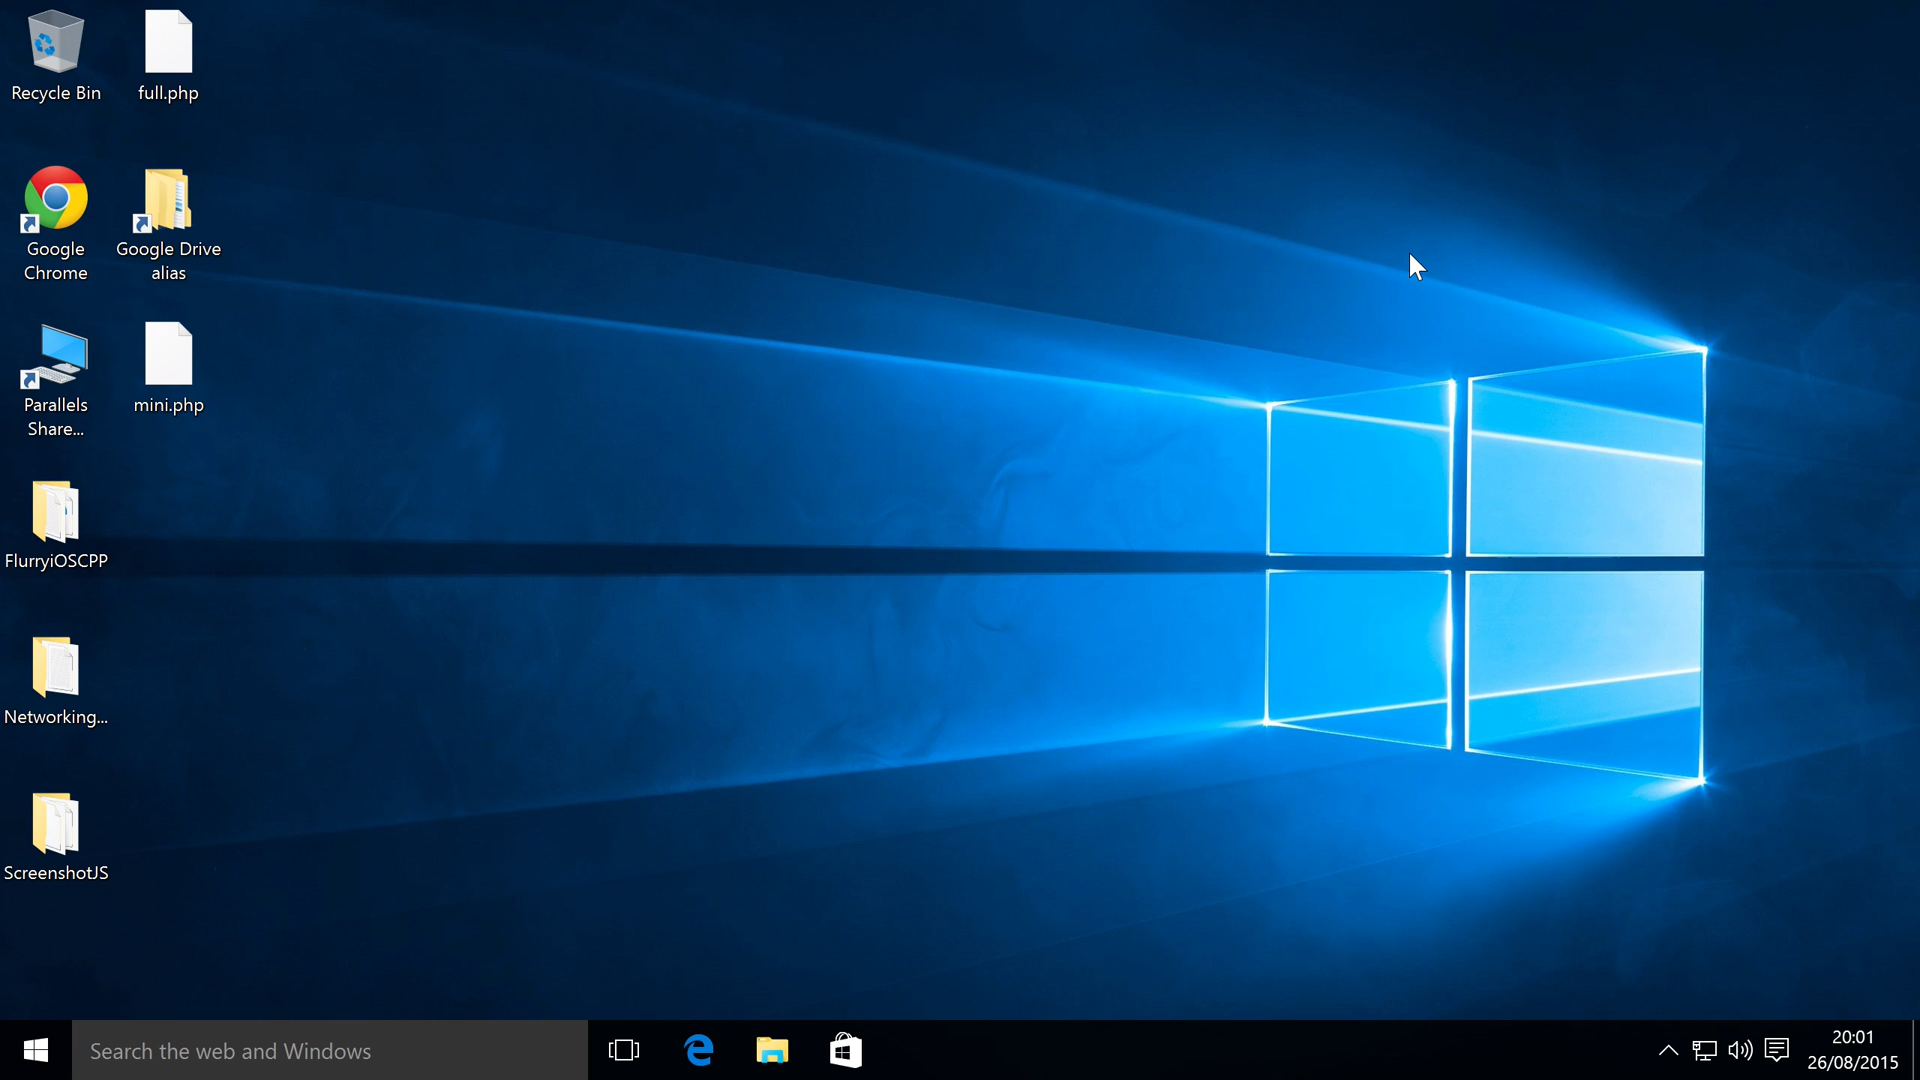 Recycle Bin
full.php
Google
Chrome
Google Drive
alias
Parallels
Share...
mini.php
FlurryiOSCPP
Networking...
ScreenshotJS
Search the web and Windows
20:01
26/08/2015